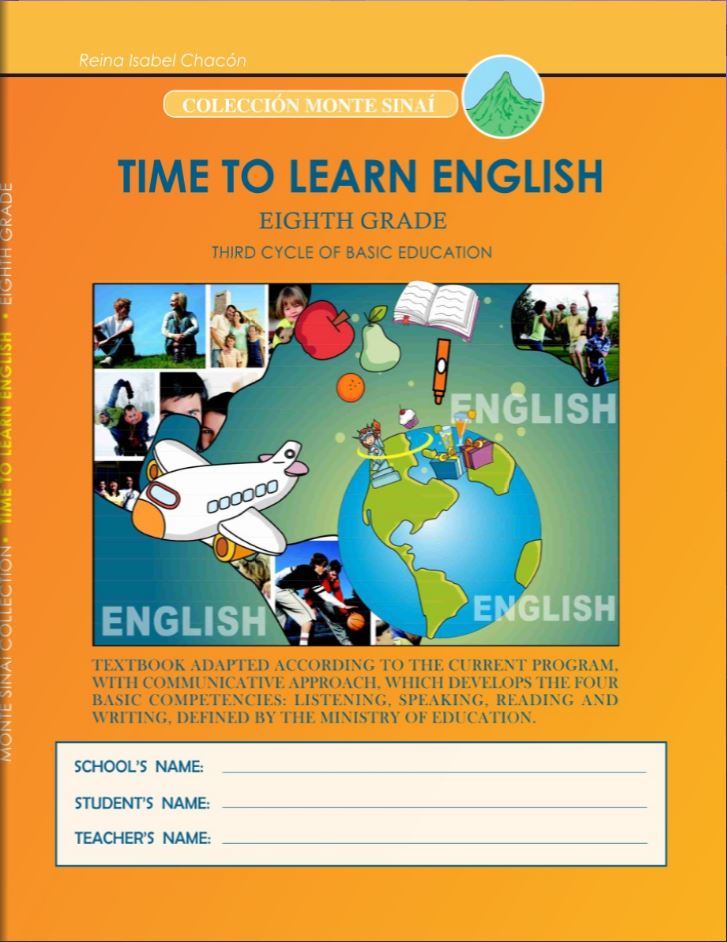 Reina Isabel Chacón
COLECCIÓN MONTE SINAÍ
TIME TO LEARN ENGLISH
EIGHTH GRADE
THIRD CYCLE OF BASIC EDUCATION
ENGLISH
ENGLISH
ENGLISH
TEXTBOOK ADAPTED ACCORDING TO THE CURRENT PROGRAM,
WITH COMMUNICATIVE APPROACH, WHICH DEVELOPS THE FOUR
BASIC COMPETENCIES: LISTENING, SPEAKING, READING AND
WRITING, DEFINED BY THE MINISTRY OF EDUCATION.
SCHOOL'S NAME:
STUDENT'S NAME:
TEACHER'S NAME:
MONTE SINAÍ COLLECTION • TIME TO LEARN ENGLISH • EIGHTH GRADE